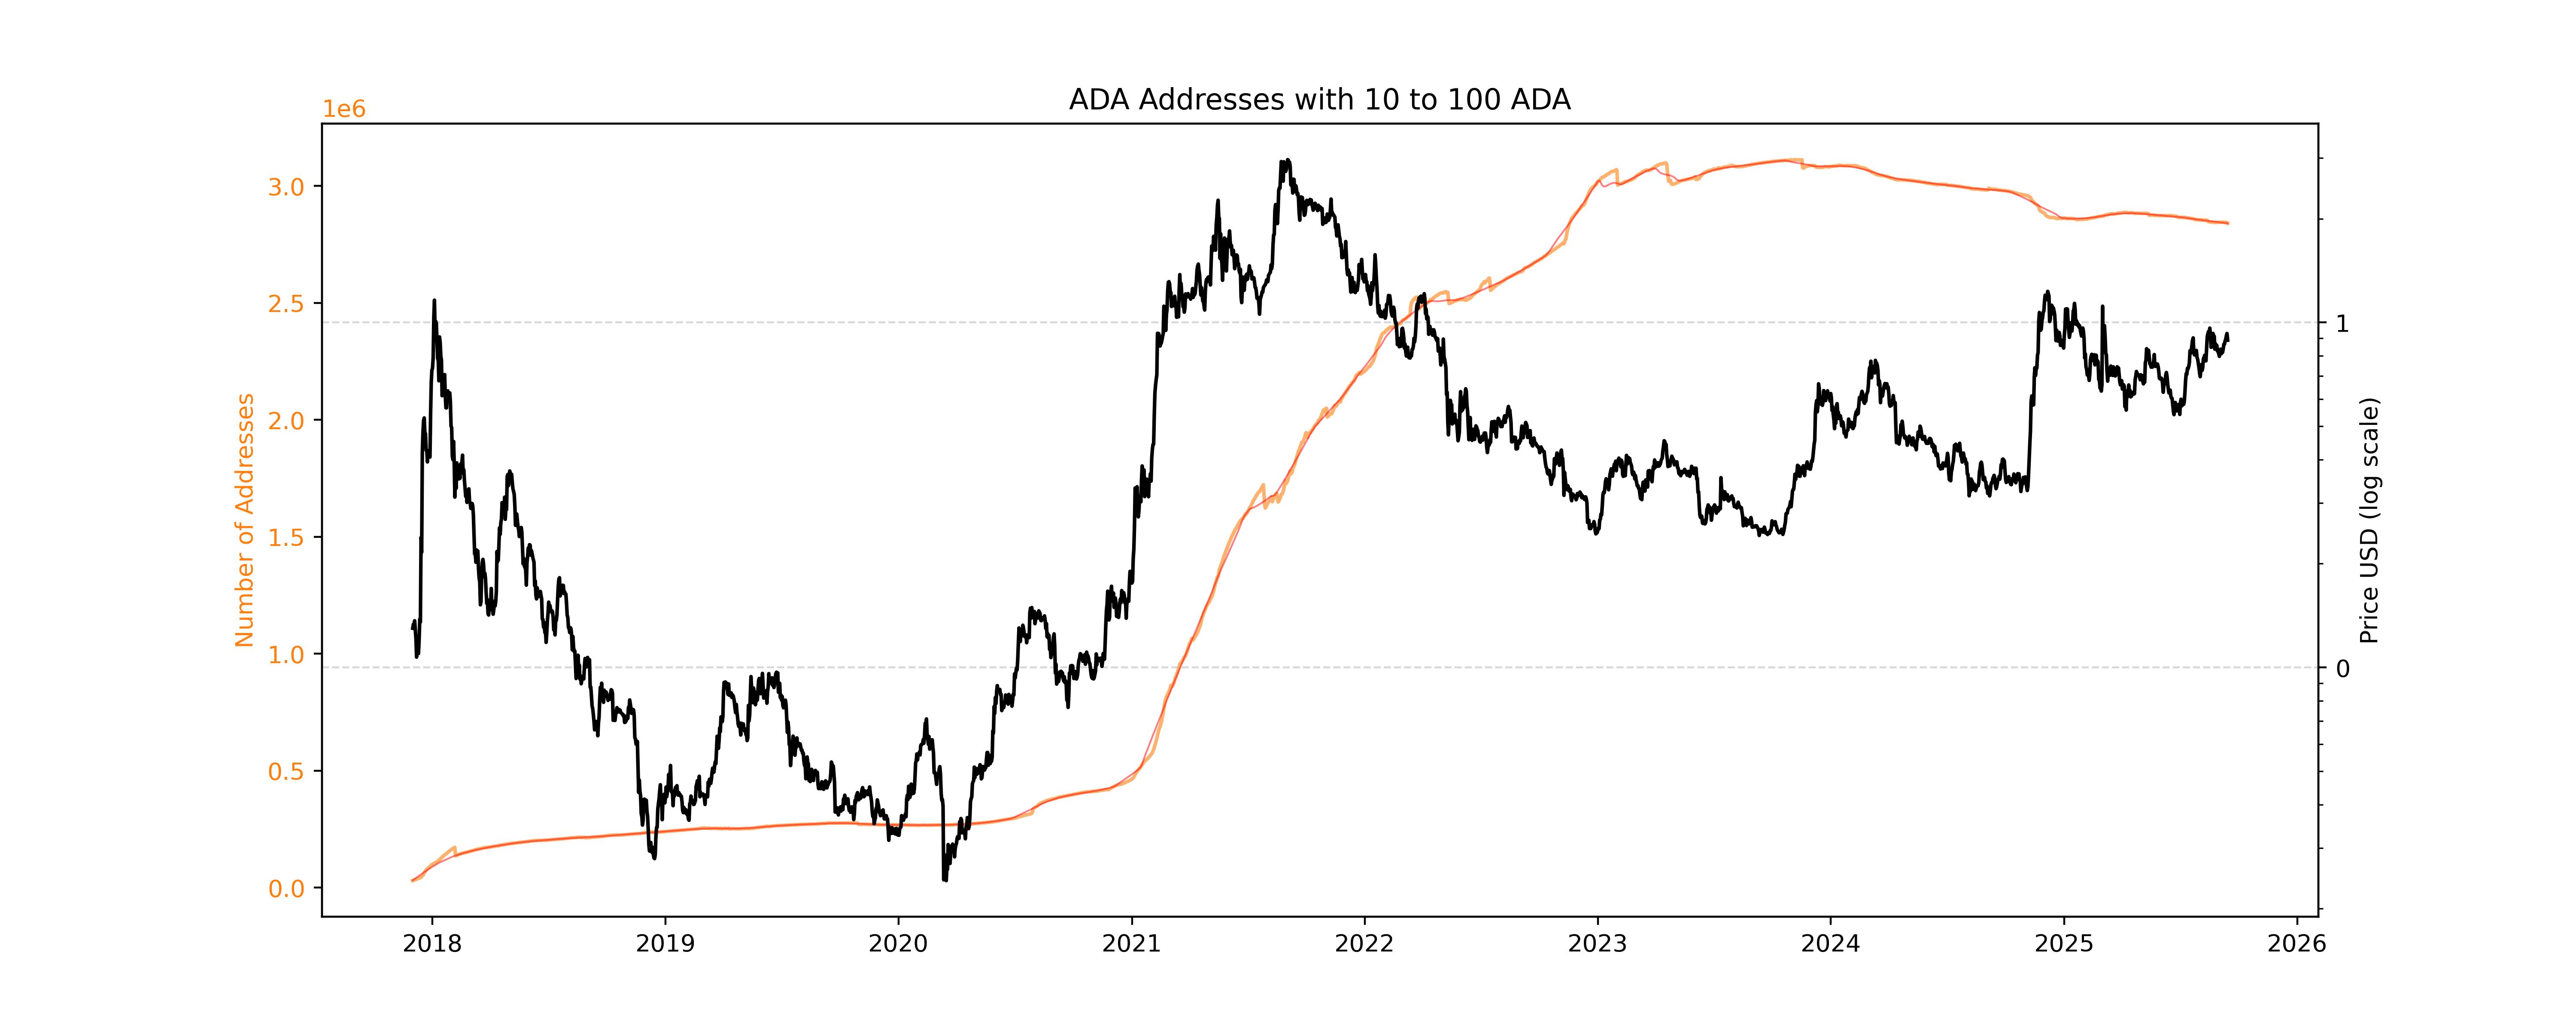 ADA Addresses with 10 to 100 ADA
1e6
3.0
2.5
2.0
1.5
1.0
0.5
0.0
Number of Addresses
1
0
Price USD (log scale)
2018 2019 2020 2021 2022 2023 2024 2025 2026